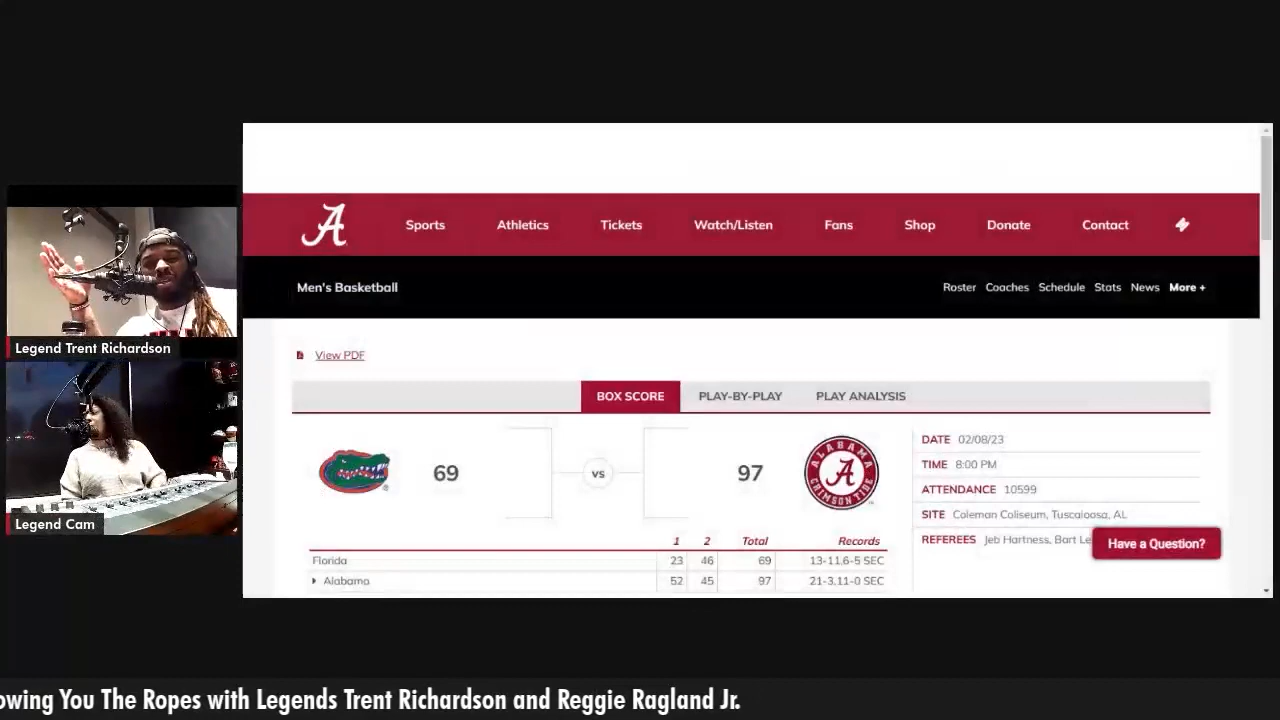 Sports Athletics Tickets Watch/Listen Fans Shop Donate Contact
Men's Basketball
Roster Coaches Schedule Stats News More +
View PDF
BOX SCORE PLAY-BY-PLAY PLAY ANALYSIS
69 vs 97
ALABAMA
A
CRIMSON TIDE
DATE 02/08/23
TIME 8:00 PM
ATTENDANCE 10599
SITE Coleman Coliseum, Tuscaloosa, AL
REFEREES Jeb Hartness, Bart Le
Have a Question?
1 2 Total Records
Florida 23 46 69 13-11,6-5 SEC
Alabama 52 45 97 21-3,11-0 SEC
Legend Trent Richardson
Legend Cam
owing You The Ropes with Legends Trent Richardson and Reggie Ragland Jr.